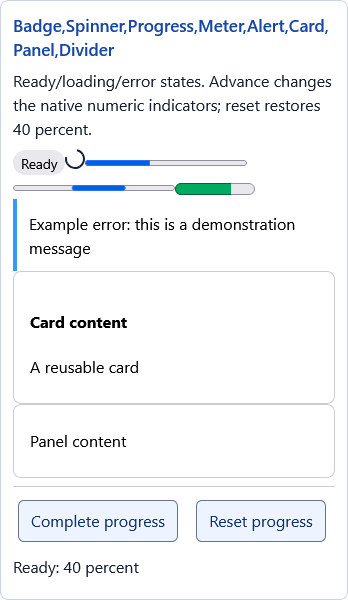 Badge,Spinner,Progress,Meter,Alert,Card,
Panel,Divider
Ready/loading/error states. Advance changes
the native numeric indicators; reset restores
40 percent.
Ready
Example error: this is a demonstration
message
Card content
A reusable card
Panel content
Complete progress
Reset progress
Ready: 40 percent